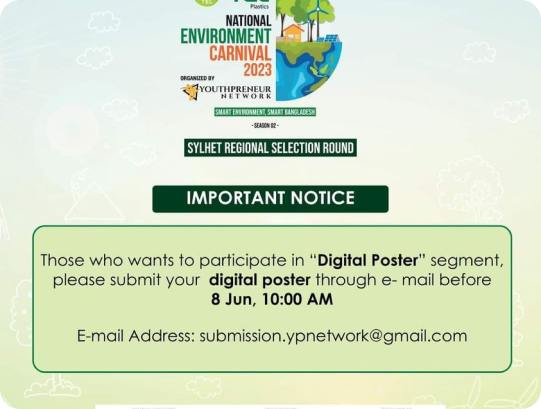 Plastics
NATIONAL
ENVIRONMENT
CARNIVAL
2023
ORGANIZED BY
YOUTHPRENEUR
NETWORK
SMART ENVIRONMENT, SMART BANGLADESH
- SEASON 02 -
SYLHET REGIONAL SELECTION ROUND
IMPORTANT NOTICE
Those who wants to participate in “Digital Poster” segment,
please submit your digital poster through e- mail before
8 Jun, 10:00 AM
E-mail Address: submission.ypnetwork@gmail.com